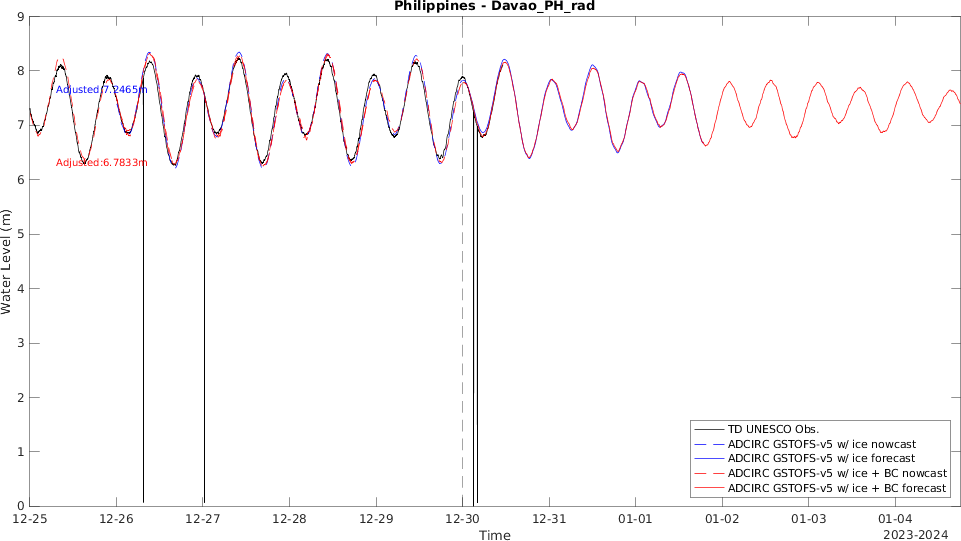 Philippines - Davao_PH_rad
9
8
7
6
5
4
3
2
1
0
Water Level (m)
Adjusted:7.2465m
Adjusted:6.7833m
TD UNESCO Obs.
ADCIRC GSTOFS-v5 w/ ice nowcast
ADCIRC GSTOFS-v5 w/ ice forecast
ADCIRC GSTOFS-v5 w/ ice + BC nowcast
ADCIRC GSTOFS-v5 w/ ice + BC forecast
12-25 12-26 12-27 12-28 12-29 12-30 12-31 01-01 01-02 01-03 01-04
Time
2023-2024